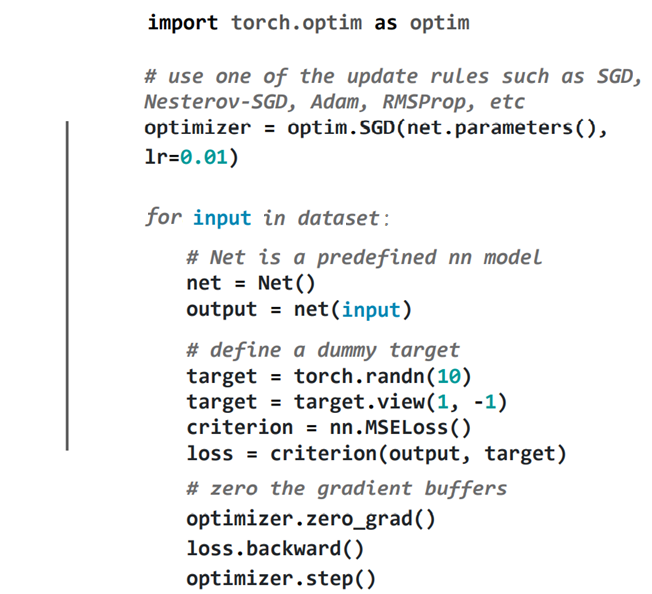 import torch.optim as optim
# use one of the update rules such as SGD,
Nesterov-SGD, Adam, RMSProp, etc
optimizer = optim.SGD(net.parameters(),
lr=0.01)
for input in dataset:
# Net is a predefined nn model
net = Net()
output = net(input)
# define a dummy target
target = torch.randn(10)
target = target.view(1, -1)
criterion = nn.MSELoss()
loss = criterion(output, target)
# zero the gradient buffers
optimizer.zero_grad()
loss.backward()
optimizer.step()